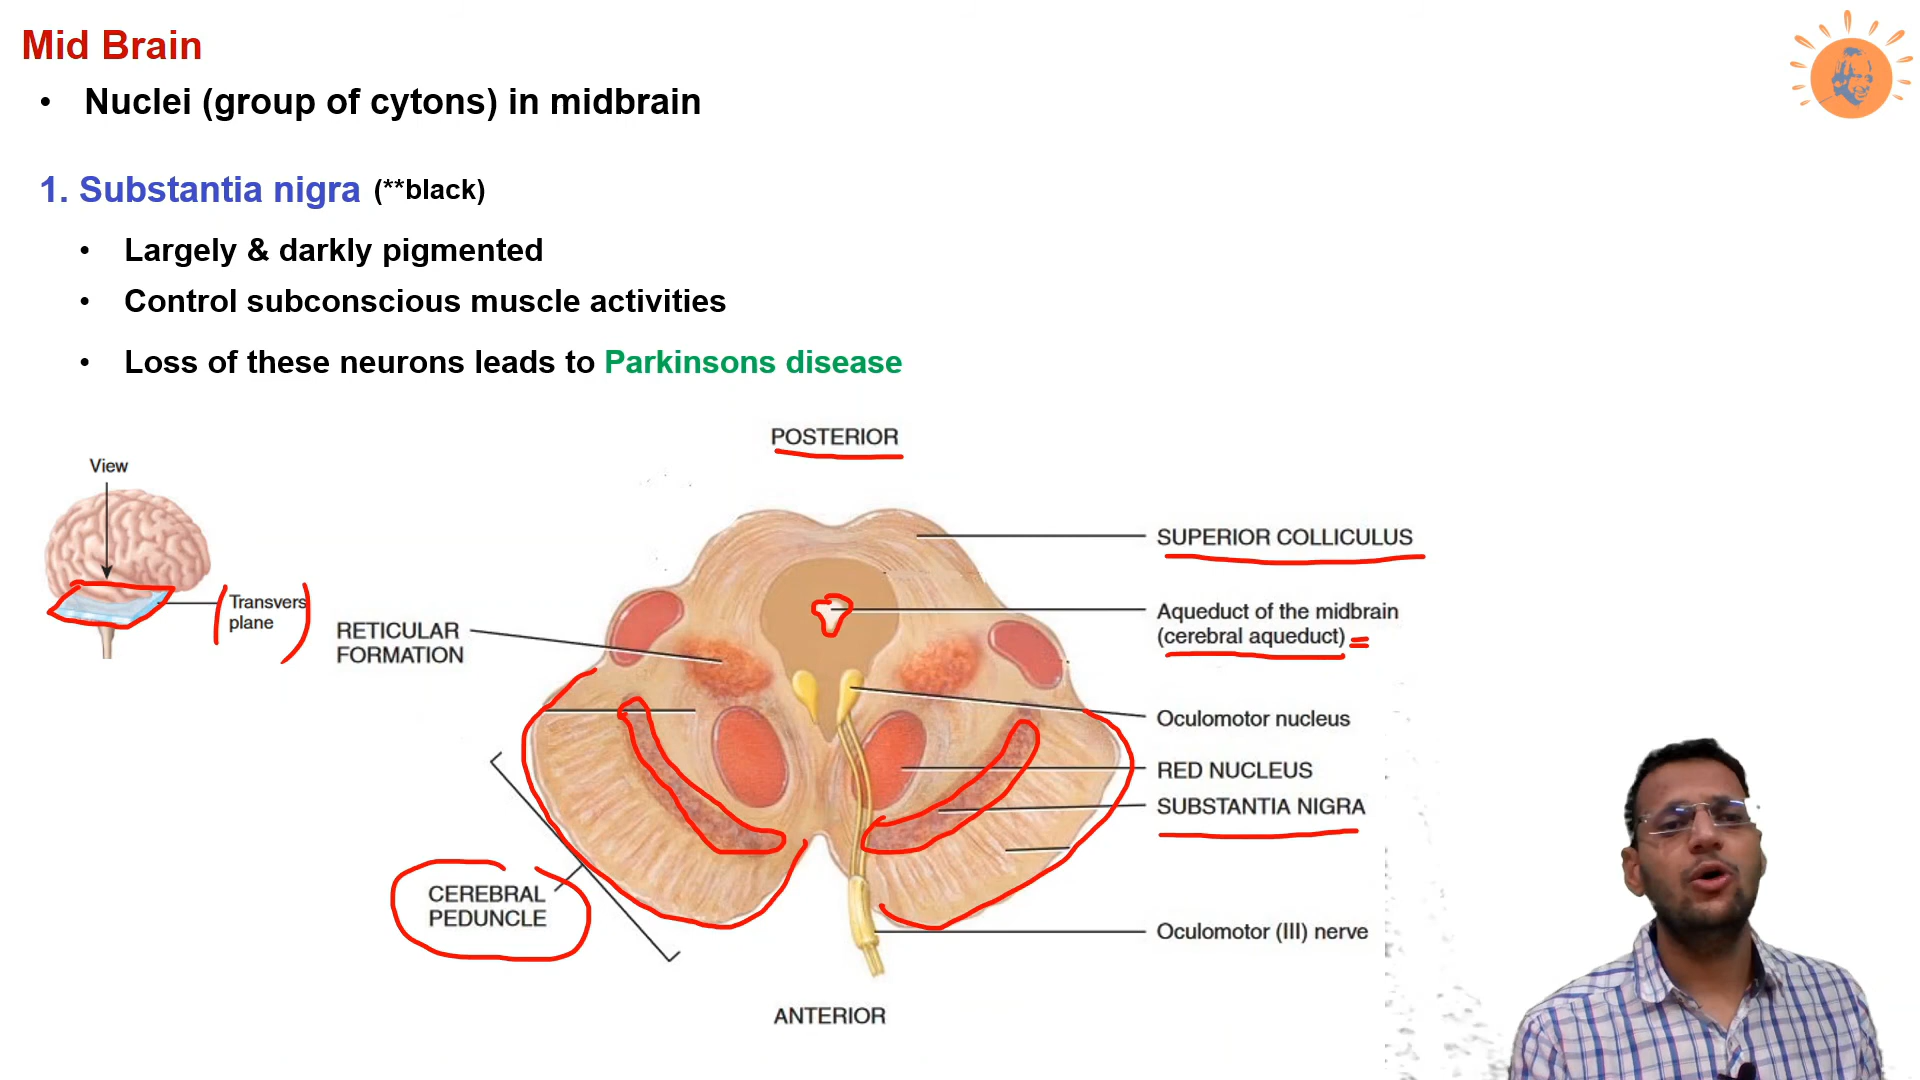 Mid Brain
• Nuclei (group of cytons) in midbrain
1. Substantia nigra (**black)
• Largely & darkly pigmented
• Control subconscious muscle activities
• Loss of these neurons leads to Parkinsons disease
POSTERIOR
View
SUPERIOR COLLICULUS
Transvers
plane
Aqueduct of the midbrain
(cerebral aqueduct)
RETICULAR
FORMATION
Oculomotor nucleus
RED NUCLEUS
SUBSTANTIA NIGRA
CEREBRAL
PEDUNCLE
Oculomotor (III) nerve
ANTERIOR